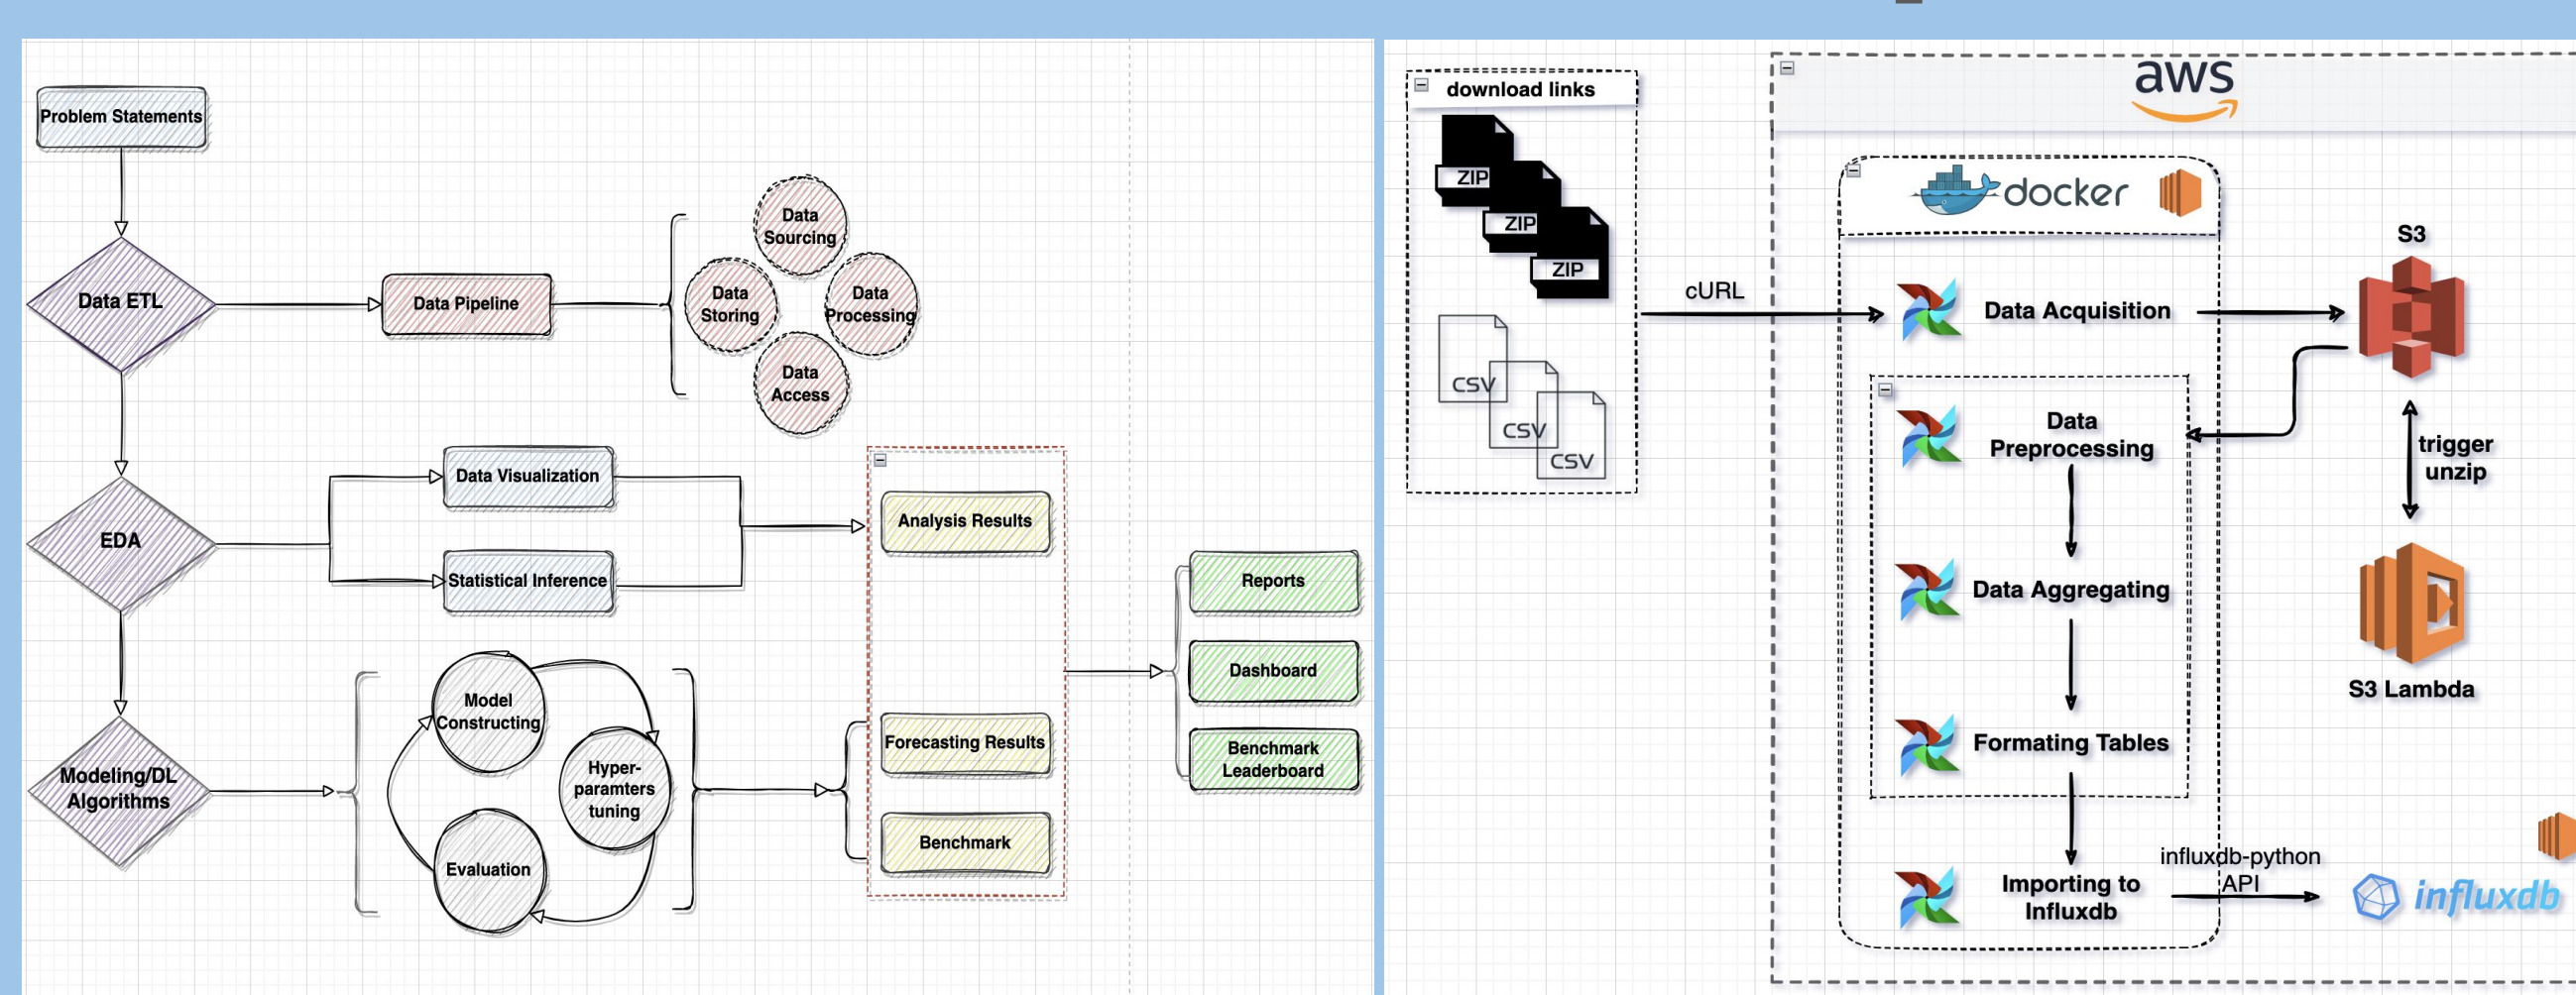 Problem Statements
Data ETL
Data Pipeline
Data
Sourcing
Data
Storing
Data
Processing
Data
Access
EDA
Data Visualization
Statistical Inference
Analysis Results
Modeling/DL
Algorithms
Model
Constructing
Hyper-
paramters
tuning
Evaluation
Forecasting Results
Benchmark
Reports
Dashboard
Benchmark
Leaderboard
download links
ZIP
ZIP
ZIP
CSV
CSV
CSV
cURL
aws
docker
Data Acquisition
S3
Data
Preprocessing
trigger
unzip
Data Aggregating
S3 Lambda
Formating Tables
Importing to
Influxdb
influxdb-python
API
influxdb